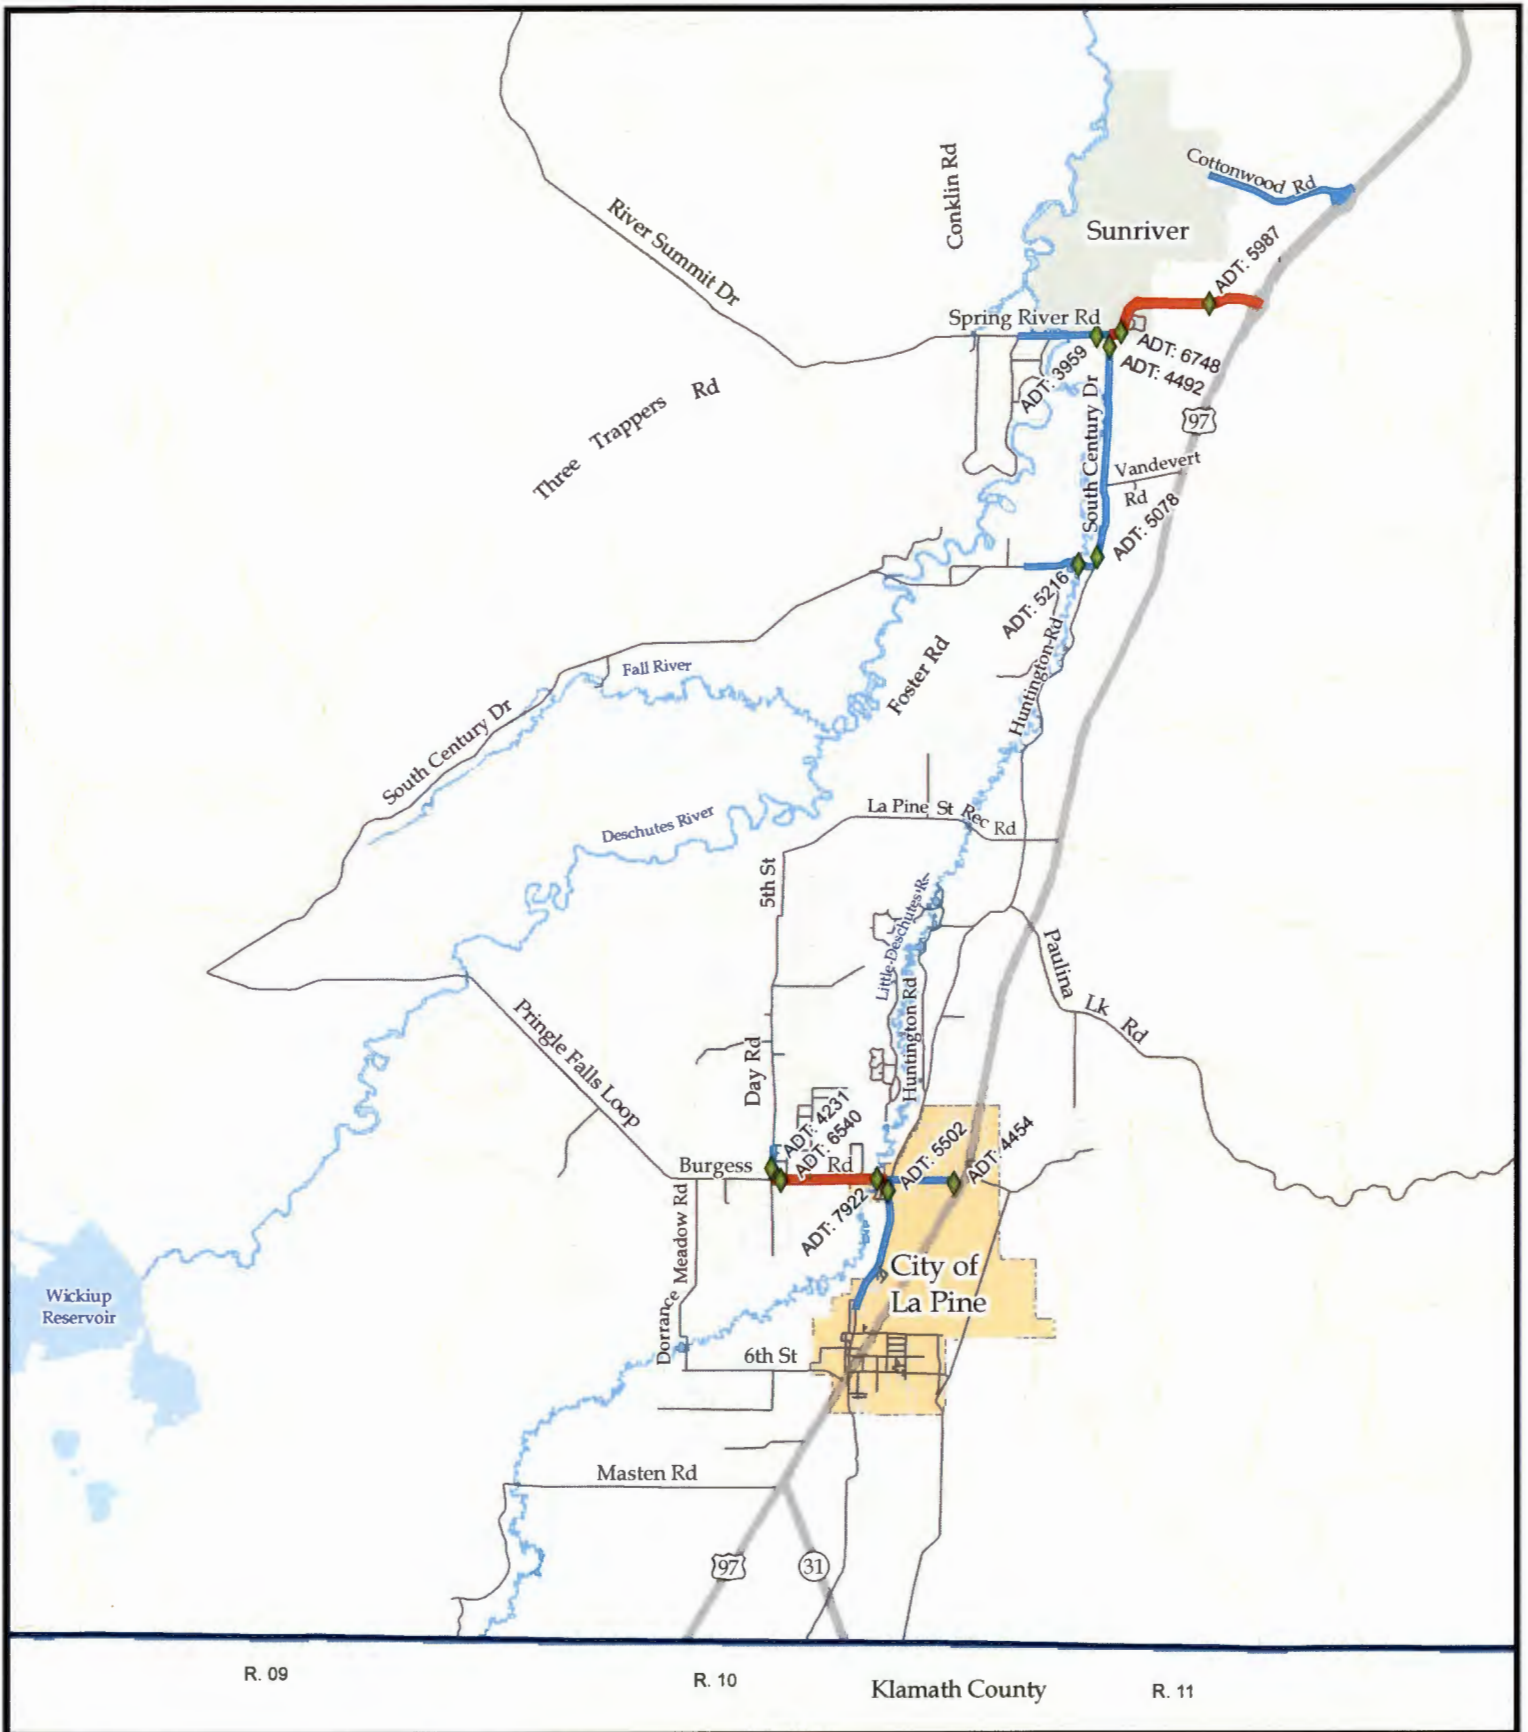 Cottonwood Rd
Conklin Rd
River Summit Dr
Sunriver
ADT: 5987
Spring River Rd
ADT: 6748
ADT: 3959
ADT: 4492
Three Trappers Rd
South Century Dr
97
Vandevert
Rd
ADT: 5078
ADT: 5216
Huntington Rd
Foster Rd
Fall River
South Century Dr
La Pine St Rec Rd
Deschutes River
5th St
Little Deschutes R
Paulina Lk Rd
Huntington Rd
Pringle Falls Loop
Day Rd
ADT: 4231
ADT: 6540
ADT: 5502
ADT: 4454
Burgess Rd
ADT: 7922
Dorrance Meadow Rd
City of
La Pine
Wickiup
Reservoir
6th St
Masten Rd
97
31
R. 09
R. 10
Klamath County
R. 11